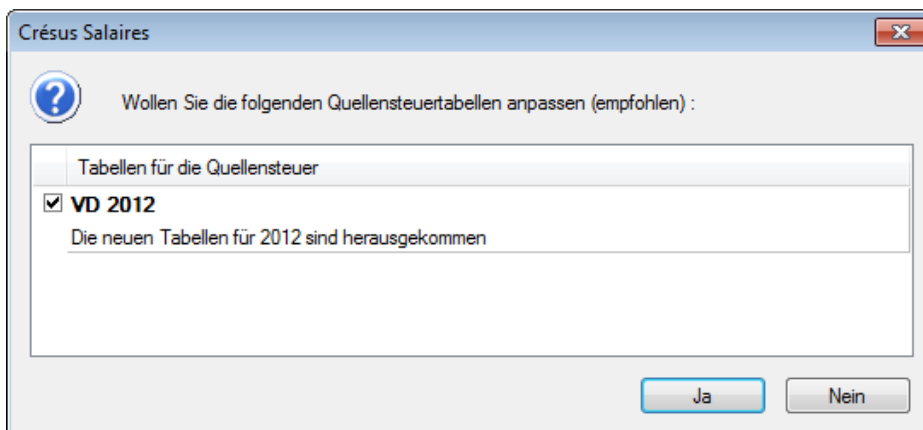 Crésus Salaires
Wollen Sie die folgenden Quellensteuertabellen anpassen (empfohlen) :
Tabellen für die Quellensteuer
VD 2012
Die neuen Tabellen für 2012 sind herausgekommen
Ja
Nein